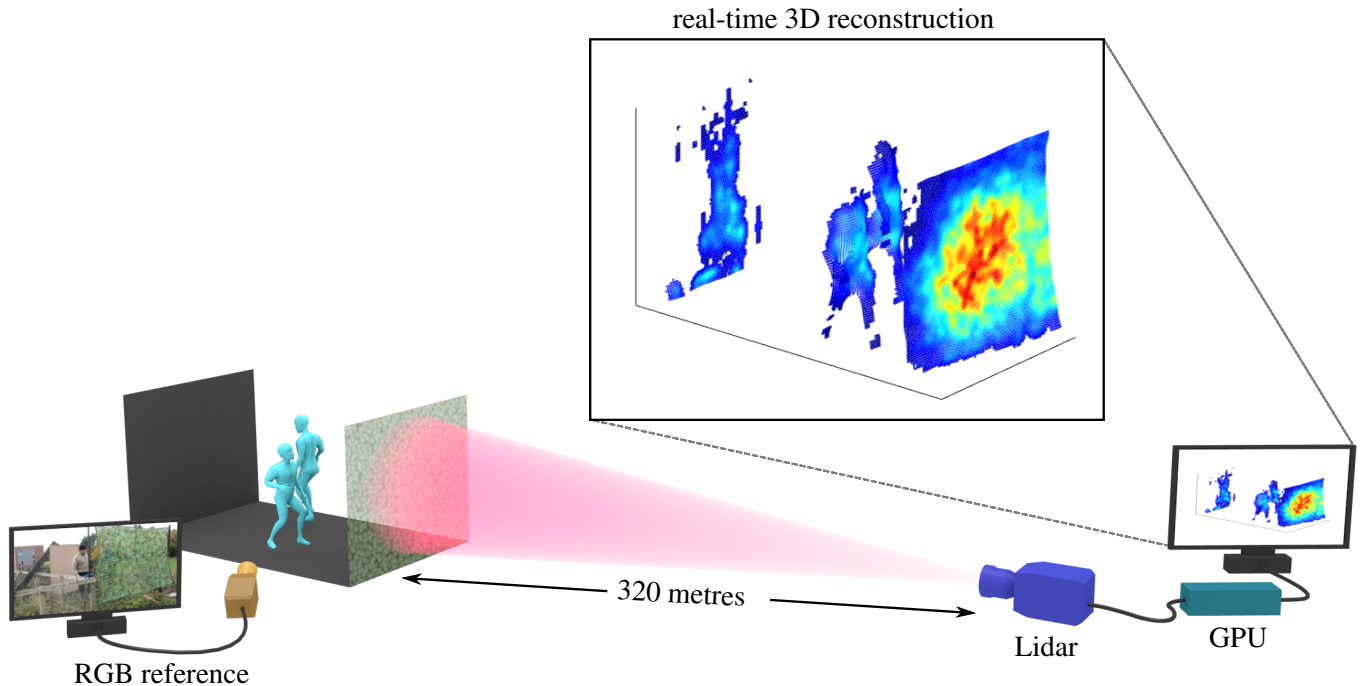 real-time 3D reconstruction
320 metres
Lidar
GPU
RGB reference